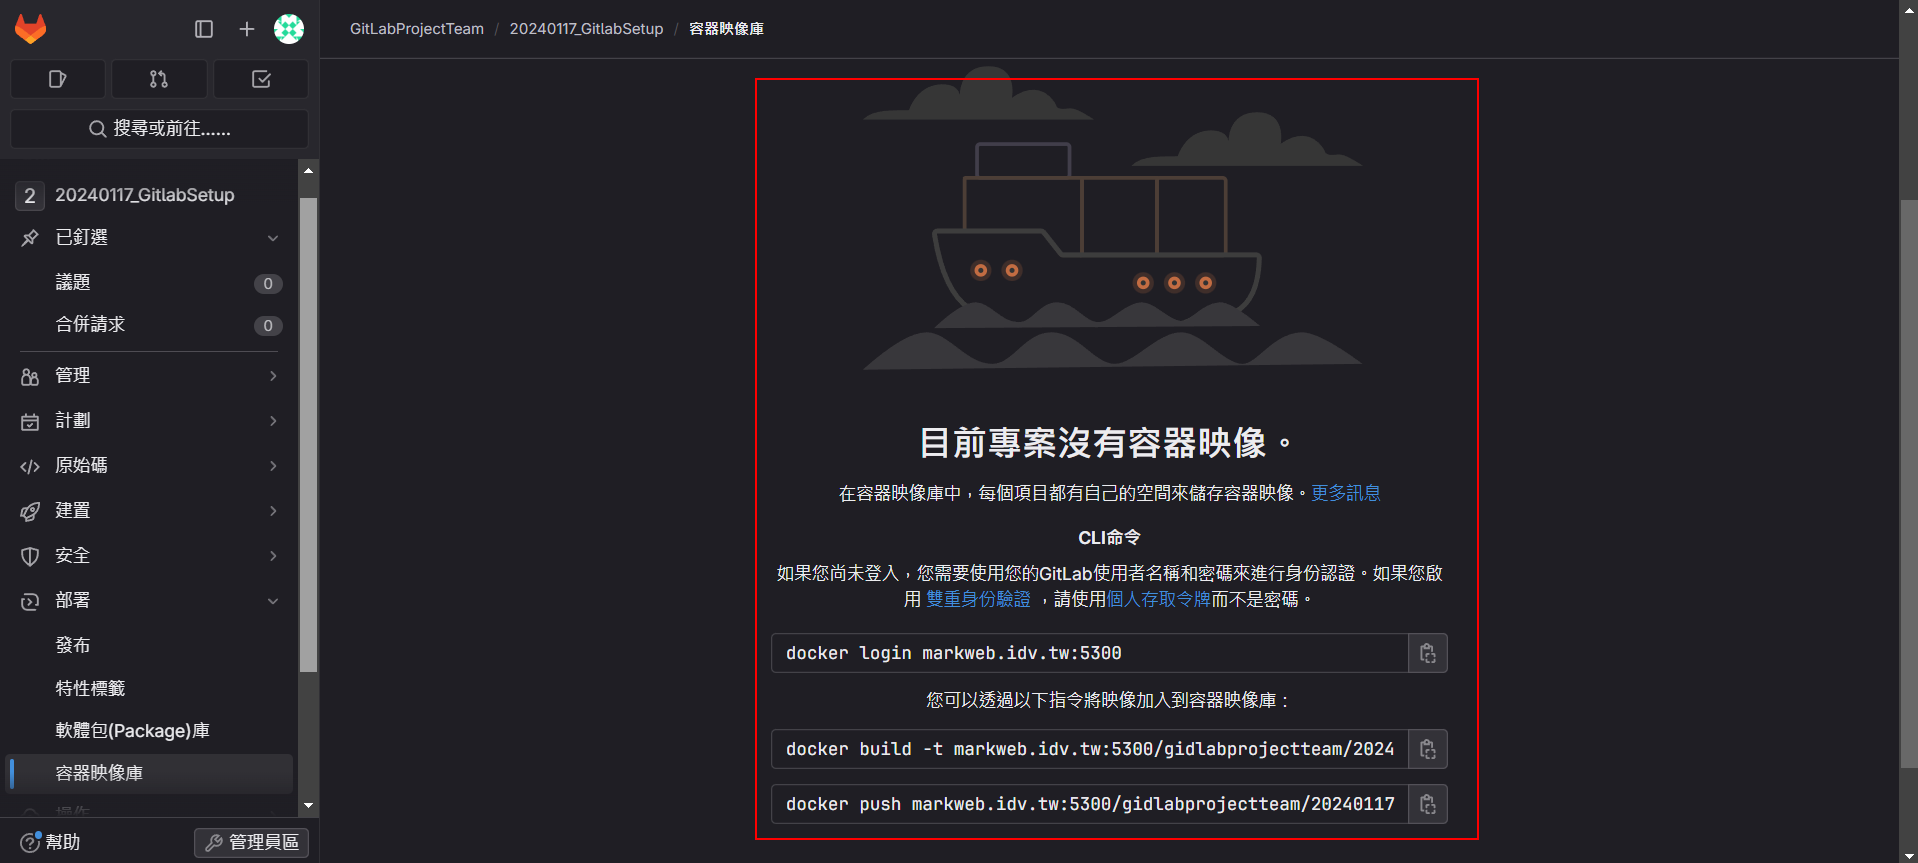 GitLabProjectTeam / 20240117_GitlabSetup / 容器映像庫
搜尋或前往......
2 20240117_GitlabSetup
已釘選
議題 0
合併請求 0
管理
計劃
原始碼
建置
安全
部署
發布
特性標籤
軟體包(Package)庫
容器映像庫
操作
幫助
管理員區
目前專案沒有容器映像。
在容器映像庫中，每個項目都有自己的空間來儲存容器映像。更多訊息
CLI命令
如果您尚未登入，您需要使用您的GitLab使用者名稱和密碼來進行身份認證。如果您啟
用 雙重身份驗證 ，請使用個人存取令牌而不是密碼。
docker login markweb.idv.tw:5300
您可以透過以下指令將映像加入到容器映像庫：
docker build -t markweb.idv.tw:5300/gidlabprojectteam/2024
docker push markweb.idv.tw:5300/gidlabprojectteam/20240117